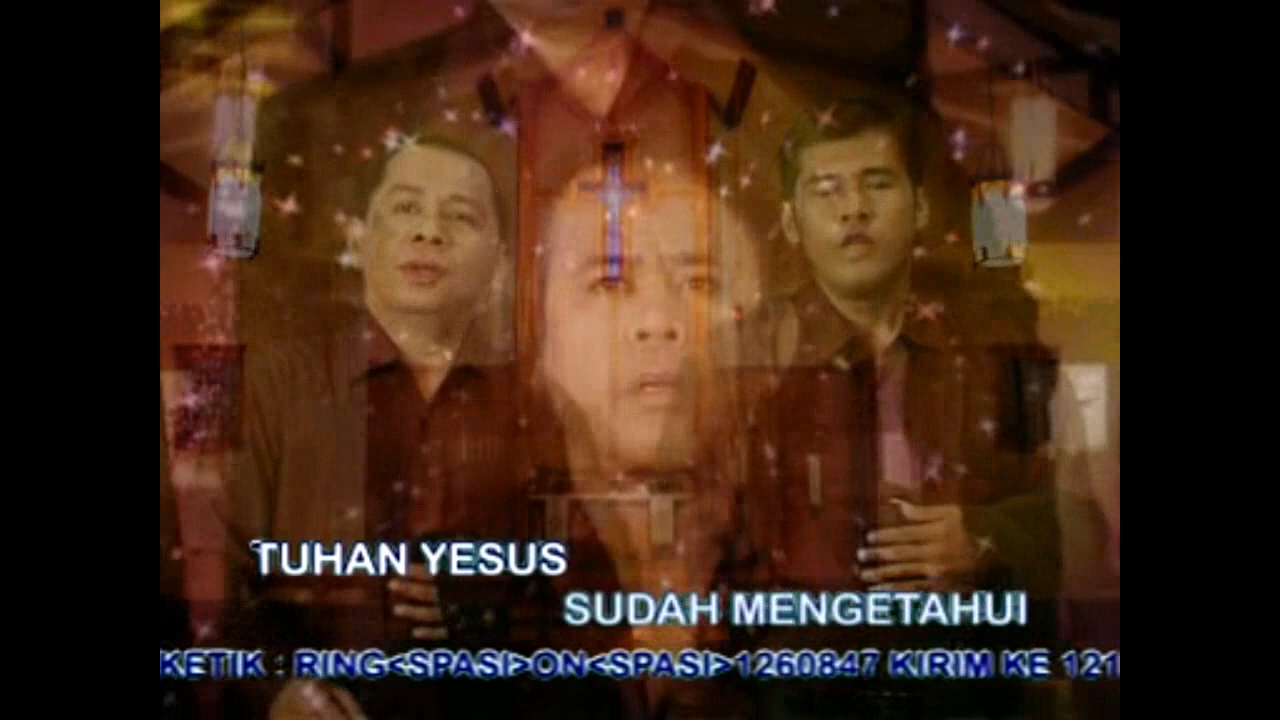 TUHAN YESUS
SUDAH MENGETAHUI
KETIK : RING<SPASI>ON<SPASI>1260847 KIRIM KE 121